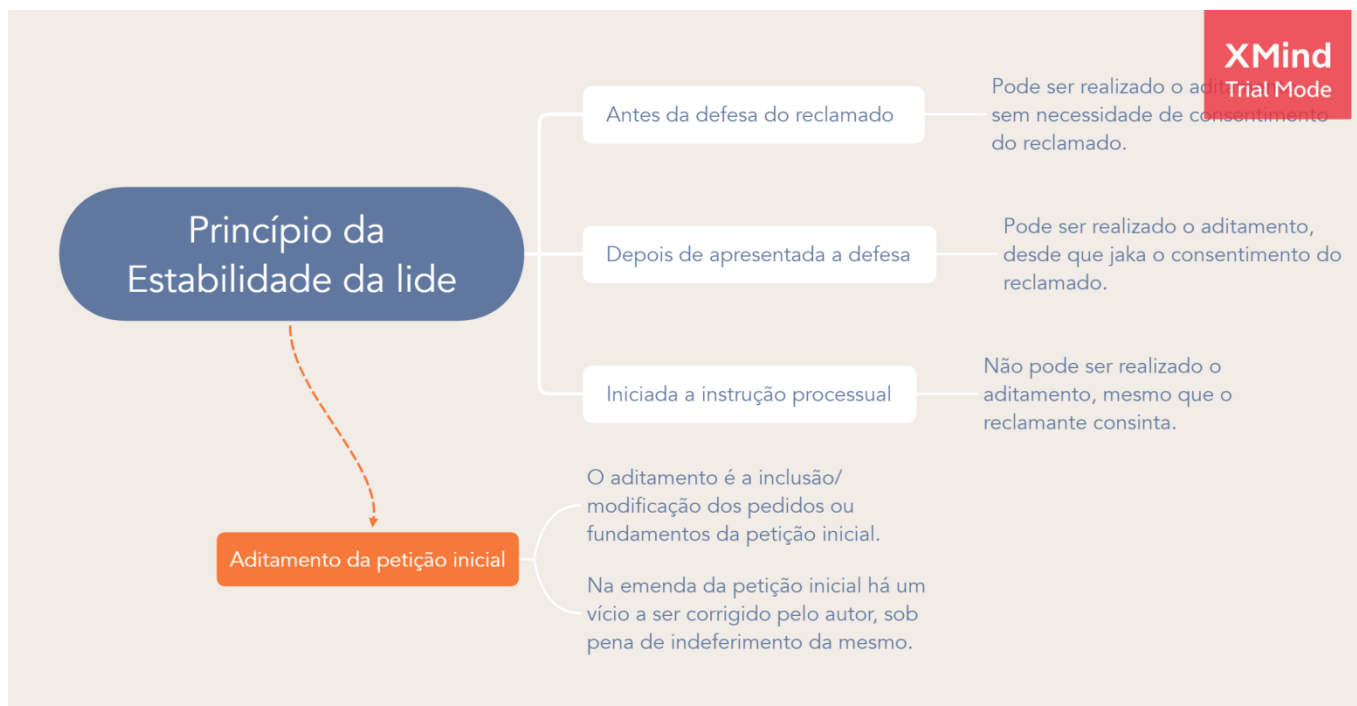 XMind
Trial Mode
Princípio da
Estabilidade da lide
Antes da defesa do reclamado
Pode ser realizado o
sem necessidade de consentimento
do reclamado.
Depois de apresentada a defesa
Pode ser realizado o aditamento,
desde que jaka o consentimento do
reclamado.
Iniciada a instrução processual
Não pode ser realizado o
aditamento, mesmo que o
reclamante consinta.
Aditamento da petição inicial
O aditamento é a inclusão/
modificação dos pedidos ou
fundamentos da petição inicial.
Na emenda da petição inicial há um
vício a ser corrigido pelo autor, sob
pena de indeferimento da mesmo.